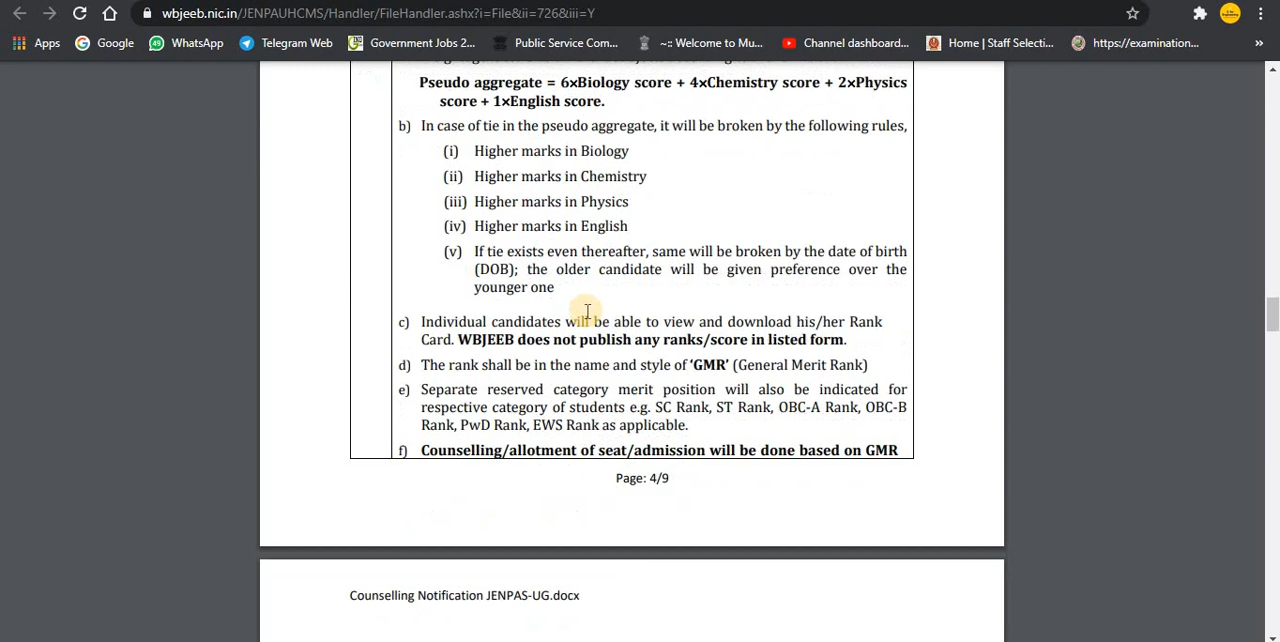 wbjeeb.nic.in/JENPAUHCMS/Handler/FileHandler.ashx?i=File&ii=726&iii=Y
Apps Google 49 WhatsApp Telegram Web Government Jobs 2... Public Service Com... ~:: Welcome to Mu... Channel dashboard... Home | Staff Selecti... https://examination... »
Pseudo aggregate = 6xBiology score + 4xChemistry score + 2xPhysics
score + 1xEnglish score.
b) In case of tie in the pseudo aggregate, it will be broken by the following rules,
(i) Higher marks in Biology
(ii) Higher marks in Chemistry
(iii) Higher marks in Physics
(iv) Higher marks in English
(v) If tie exists even thereafter, same will be broken by the date of birth
(DOB); the older candidate will be given preference over the
younger one
c) Individual candidates will be able to view and download his/her Rank
Card. WBJEEB does not publish any ranks/score in listed form.
d) The rank shall be in the name and style of ‘GMR’ (General Merit Rank)
e) Separate reserved category merit position will also be indicated for
respective category of students e.g. SC Rank, ST Rank, OBC-A Rank, OBC-B
Rank, PwD Rank, EWS Rank as applicable.
f) Counselling/allotment of seat/admission will be done based on GMR
Page: 4/9
Counselling Notification JENPAS-UG.docx